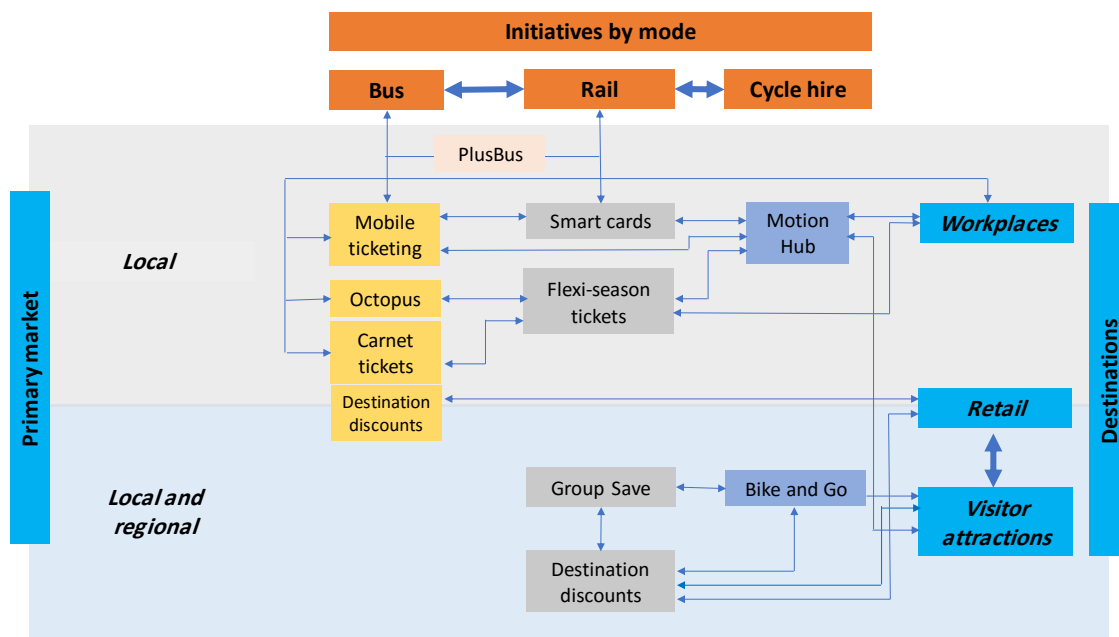 Initiatives by mode
Bus
Rail
Cycle hire
PlusBus
Primary market
Destinations
Local
Mobile
ticketing
Smart cards
Motion
Hub
Workplaces
Octopus
Flexi-season
tickets
Carnet
tickets
Destination
discounts
Retail
Local and
regional
Group Save
Bike and Go
Visitor
attractions
Destination
discounts